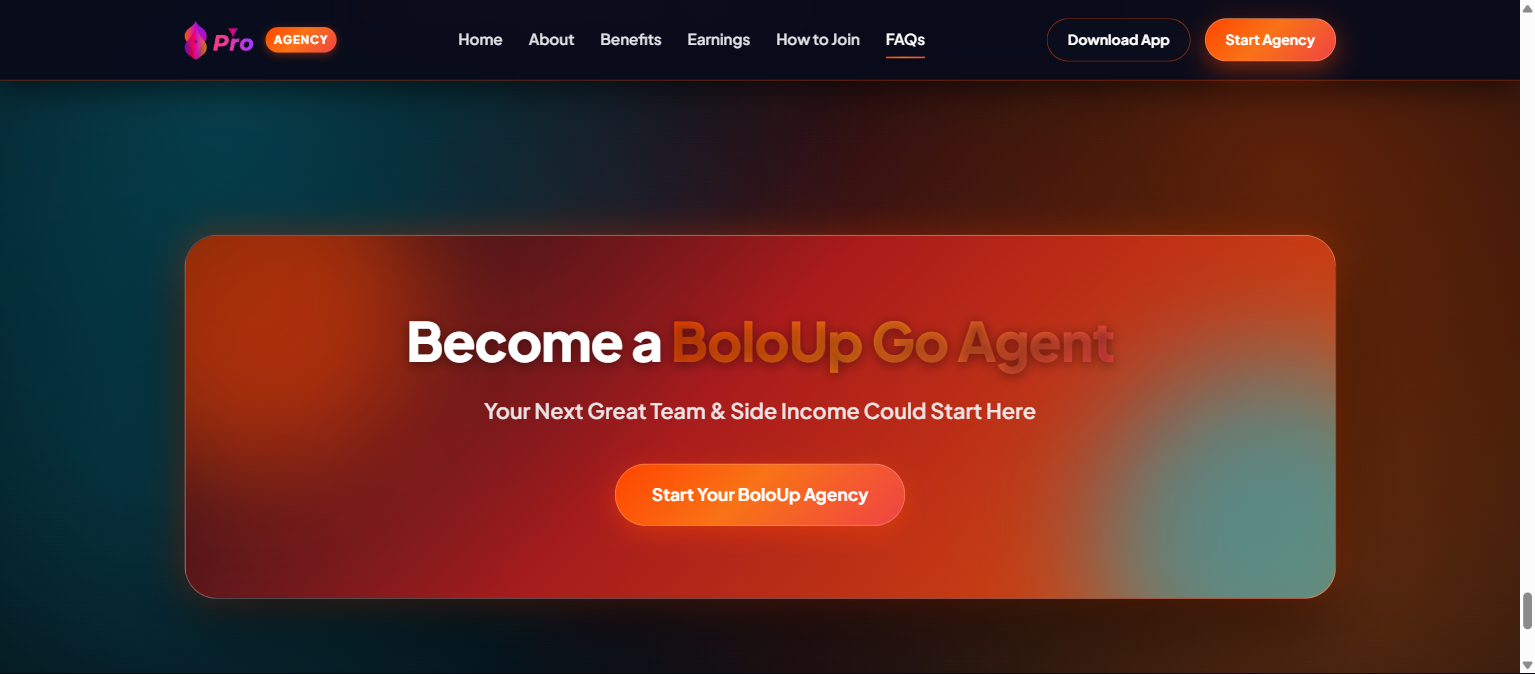 Pro
AGENCY
Home
About
Benefits
Earnings
How to Join
FAQs
Download App
Start Agency
Become a BoloUp Go Agent
Your Next Great Team & Side Income Could Start Here
Start Your BoloUp Agency